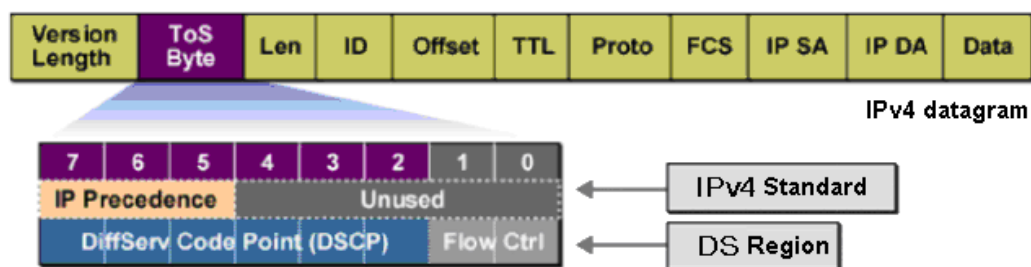 Version Length ToS Byte Len ID Offset TTL Proto FCS IP SA IP DA Data
IPv4 datagram
7 6 5 4 3 2 1 0
IP Precedence Unused IPv4 Standard
DiffServ Code Point (DSCP) Flow Ctrl DS Region